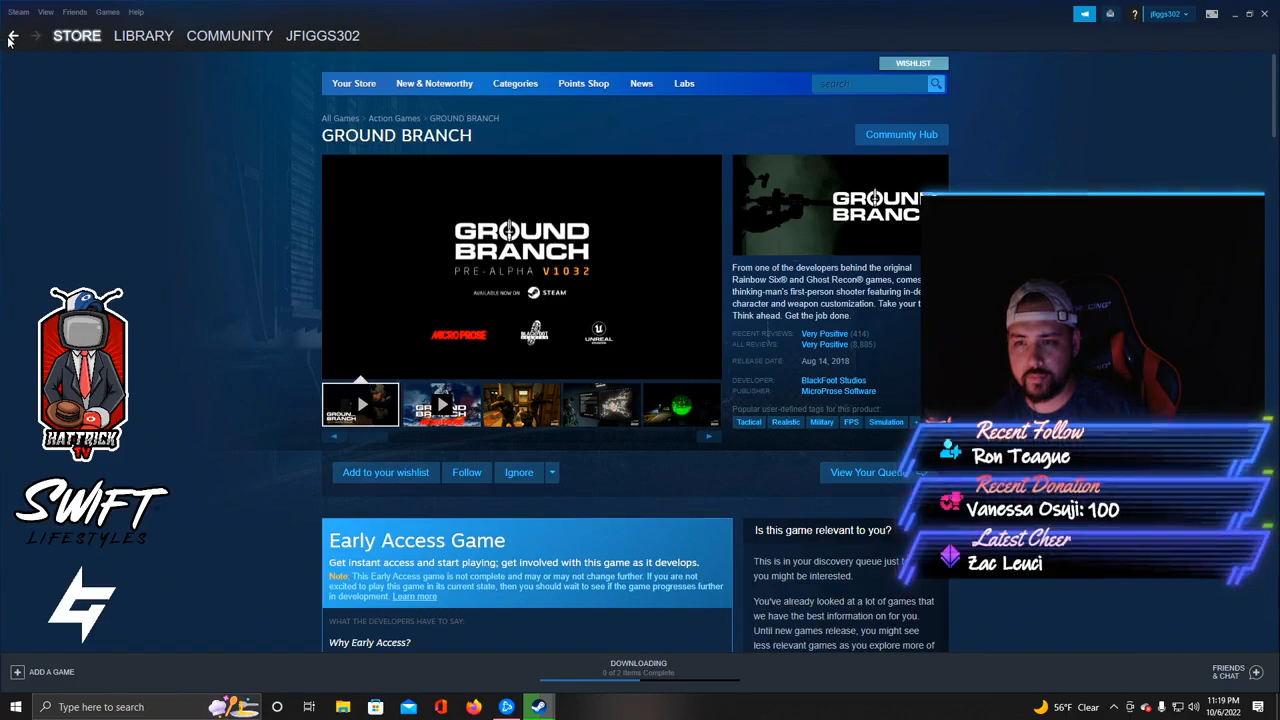 Steam View Friends Games Help
jfiggs302
STORE LIBRARY COMMUNITY JFIGGS302
WISHLIST
Your Store New & Noteworthy Categories Points Shop News Labs
search
All Games > Action Games > GROUND BRANCH
GROUND BRANCH
Community Hub
GROUND
BRANCH
PRE-ALPHA V1032
AVAILABLE NOW ON STEAM
MICROPROSE
UNREAL
GROUN
BRANC
From one of the developers behind the original
Rainbow Six® and Ghost Recon® games, comes
thinking-man's first-person shooter featuring in-de
character and weapon customization. Take your t
Think ahead. Get the job done.
RECENT REVIEWS: Very Positive (414)
ALL REVIEWS: Very Positive (8,885)
RELEASE DATE: Aug 14, 2018
DEVELOPER: BlackFoot Studios
PUBLISHER: MicroProse Software
Popular user-defined tags for this product:
Tactical Realistic Military FPS Simulation
Add to your wishlist Follow Ignore
View Your Queue
Early Access Game
Get instant access and start playing; get involved with this game as it develops.
Note: This Early Access game is not complete and may or may not change further. If you are
not excited to play this game in its current state, then you should wait to see if the game progresses further
in development. Learn more
WHAT THE DEVELOPERS HAVE TO SAY:
Why Early Access?
Is this game relevant to you?
This is in your discovery queue just
you might be interested.
You've already looked at a lot of games that
we have the best information on for you.
Until new games release, you might see
less relevant games as you explore more of
HATTRICK
TV
SWIFT
LIFESTYLES
Recent Follow
Ron Teague
Recent Donation
Vanessa Osuji: 100
Latest Cheer
Zac Lenci
ADD A GAME
DOWNLOADING
0 of 2 Items Complete
FRIENDS
& CHAT
Type here to search
56°F Clear
11:19 PM
10/6/2022